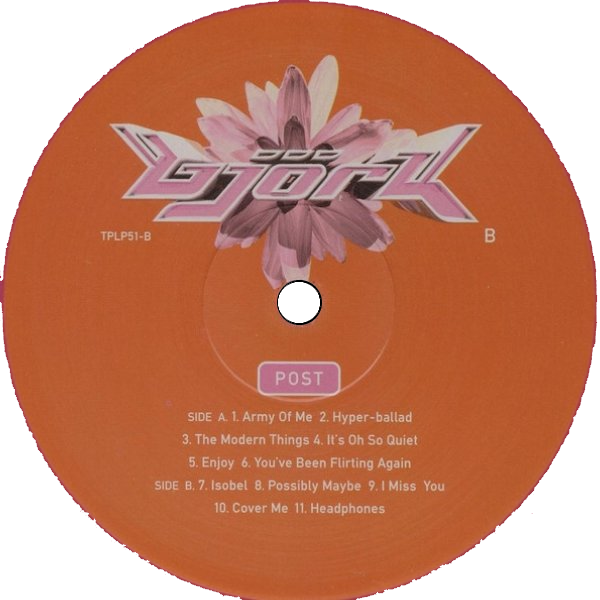 björk
TPLP51-B
B
POST
SIDE A. 1. Army Of Me 2. Hyper-ballad
3. The Modern Things 4. It's Oh So Quiet
5. Enjoy 6. You've Been Flirting Again
SIDE B. 7. Isobel 8. Possibly Maybe 9. I Miss You
10. Cover Me 11. Headphones